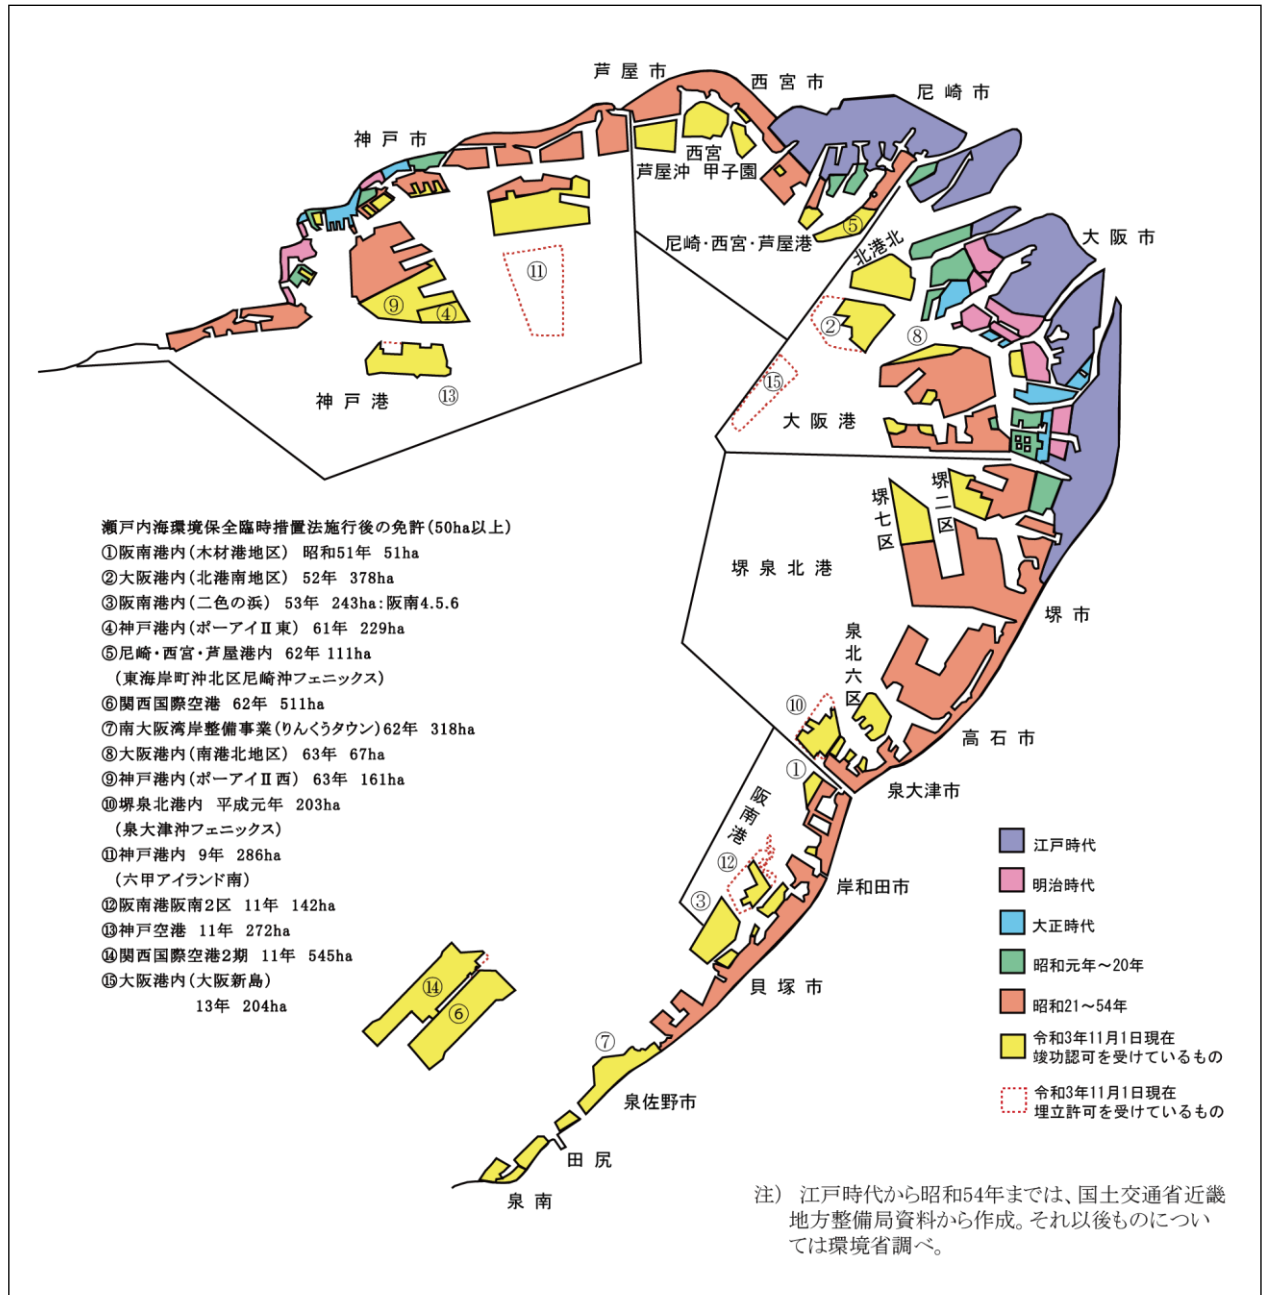 芦屋市
西宮市
尼崎市
神戸市
大阪市
西宮
芦屋沖 甲子園
尼崎・西宮・芦屋港
⑤
北港北
⑪
⑨
④
②
⑧
⑮
⑬
神戸港
大阪港
堺七区
堺二区
堺泉北港
堺市
泉北六区
⑩
高石市
①
泉大津市
阪南港
⑫
岸和田市
③
貝塚市
⑭
⑥
⑦
泉佐野市
田尻
泉南
瀬戸内海環境保全臨時措置法施行後の免許(50ha以上)
①阪南港内(木材港地区) 昭和51年 51ha
②大阪港内(北港南地区) 52年 378ha
③阪南港内(二色の浜) 53年 243ha:阪南4.5.6
④神戸港内(ポーアイⅡ東) 61年 229ha
⑤尼崎・西宮・芦屋港内 62年 111ha
(東海岸町沖北区尼崎沖フェニックス)
⑥関西国際空港 62年 511ha
⑦南大阪湾岸整備事業(りんくうタウン)62年 318ha
⑧大阪港内(南港北地区) 63年 67ha
⑨神戸港内(ポーアイⅡ西) 63年 161ha
⑩堺泉北港内 平成元年 203ha
(泉大津沖フェニックス)
⑪神戸港内 9年 286ha
(六甲アイランド南)
⑫阪南港阪南2区 11年 142ha
⑬神戸空港 11年 272ha
⑭関西国際空港2期 11年 545ha
⑮大阪港内(大阪新島)
13年 204ha
江戸時代
明治時代
大正時代
昭和元年～20年
昭和21～54年
令和3年11月1日現在
竣功認可を受けているもの
令和3年11月1日現在
埋立許可を受けているもの
注) 江戸時代から昭和54年までは、国土交通省近畿
地方整備局資料から作成。それ以後ものについ
ては環境省調べ。